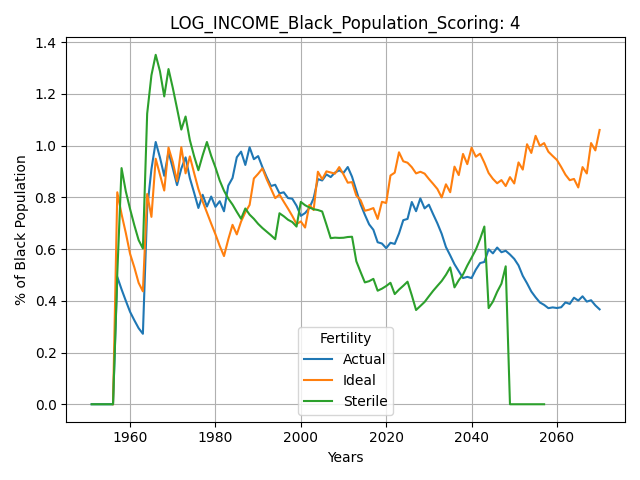 LOG_INCOME_Black_Population_Scoring: 4
% of Black Population
1.4
1.2
1.0
0.8
0.6
0.4
0.2
0.0
Fertility
Actual
Ideal
Sterile
1960
1980
2000
2020
2040
2060
Years